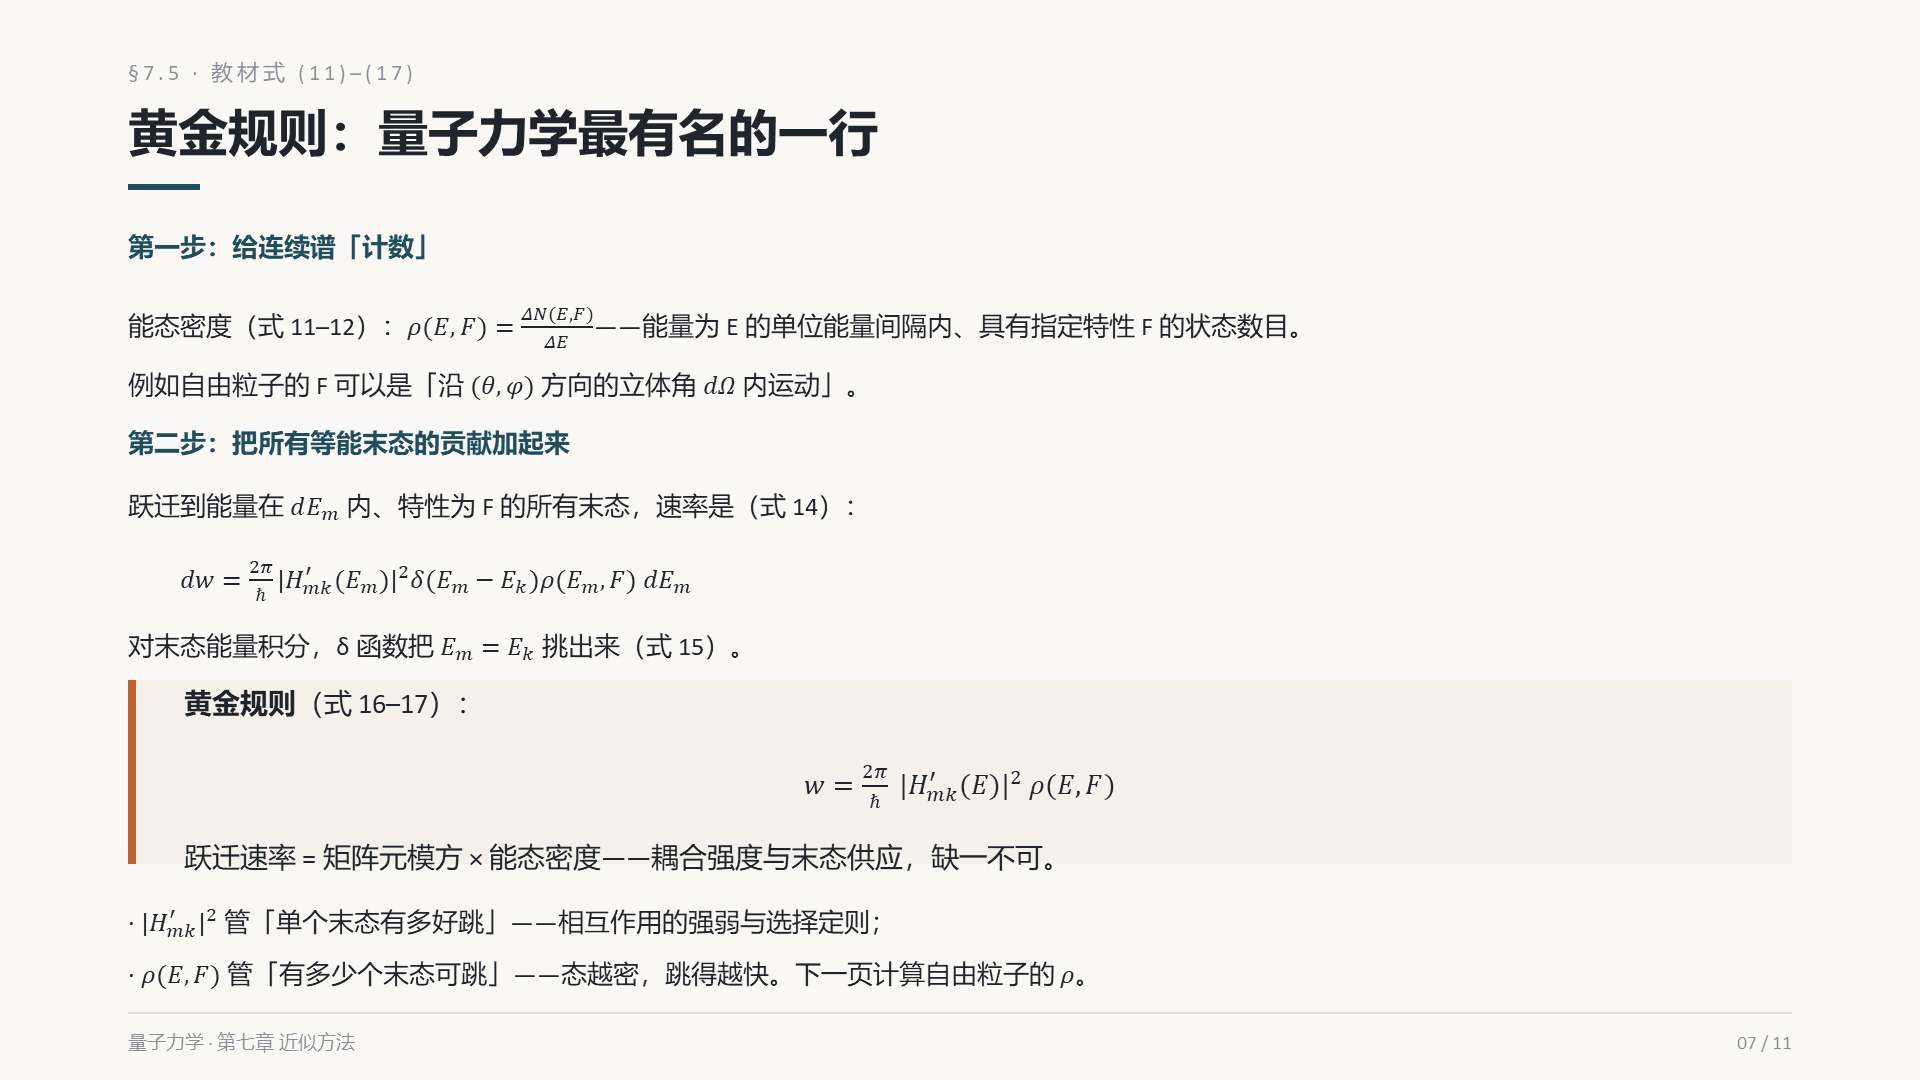 §7.5 · 教材式 (11)–(17)
黄金规则：量子力学最有名的一行
第一步：给连续谱「计数」
能态密度（式 11–12）：ρ(E, F) = ΔN(E,F)/ΔE——能量为 E 的单位能量间隔内、具有指定特性 F 的状态数目。
例如自由粒子的 F 可以是「沿 (θ, φ) 方向的立体角 dΩ 内运动」。
第二步：把所有等能末态的贡献加起来
跃迁到能量在 dE_m 内、特性为 F 的所有末态，速率是（式 14）：
dw = 2π/ħ |H′_mk(E_m)|²δ(E_m − E_k)ρ(E_m, F) dE_m
对末态能量积分，δ 函数把 E_m = E_k 挑出来（式 15）。
黄金规则（式 16–17）：
w = 2π/ħ |H′_mk(E)|² ρ(E, F)
跃迁速率 = 矩阵元模方 × 能态密度——耦合强度与末态供应，缺一不可。
· |H′_mk|² 管「单个末态有多好跳」——相互作用的强弱与选择定则；
· ρ(E, F) 管「有多少个末态可跳」——态越密，跳得越快。下一页计算自由粒子的 ρ。
量子力学 · 第七章 近似方法
07 / 11